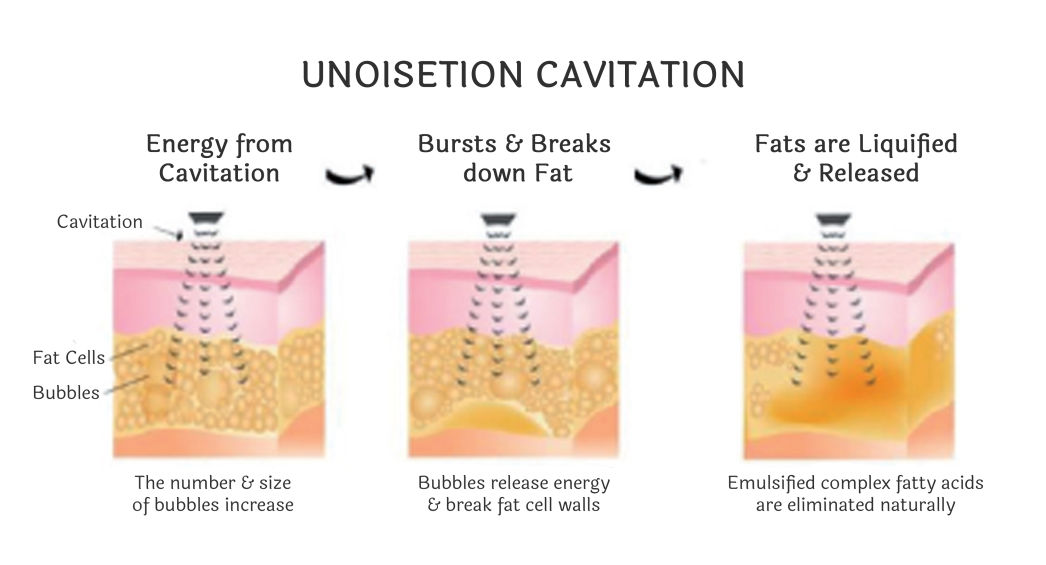 UNOISETION CAVITATION
Energy from
Cavitation
Bursts & Breaks
down Fat
Fats are Liquified
& Released
Cavitation
Fat Cells
Bubbles
The number & size
of bubbles increase
Bubbles release energy
& break fat cell walls
Emulsified complex fatty acids
are eliminated naturally